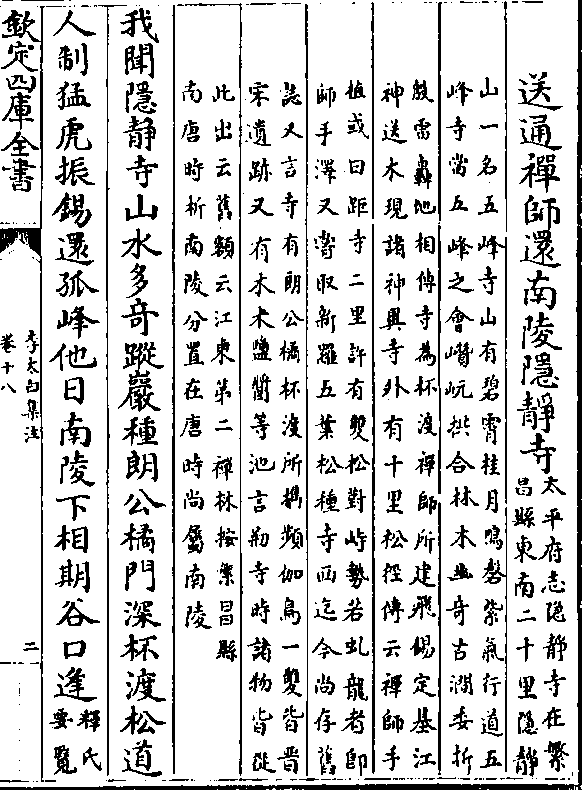 送通禪師還南陵隱靜寺太平府志隱靜寺在繁
昌縣東南二十里隱靜
山一名五峰寺山有碧霄桂月鳴磬紫氣行道五
峰寺當五峰之會巑岏拱合林木幽奇古澗委折
殷雷轟地相傳寺為杯渡禪師所建飛錫定基江
神送木現諸神異寺外有十里松徑傳云禪師手
植或曰距寺二里許有雙松對峙勢若虬龍者即
師手澤又嘗取新羅五葉松種寺西迄今尚存舊
誌又言寺有朗公橘杯渡所攜頻伽鳥一雙皆晋
宋遺跡又有木米鹽醬等池言剏寺時諸物皆從
此出云舊額云江東第二禪林按繁昌縣
南唐時析南陵分置在唐時尚屬南陵
我聞隱靜寺山水多奇蹤巖種朗公橘門深杯渡松道
人制猛虎振錫還孤峰他日南陵下相期谷口逢釋氏
要覽
欽定四庫全書
李太白集注
卷十八
二